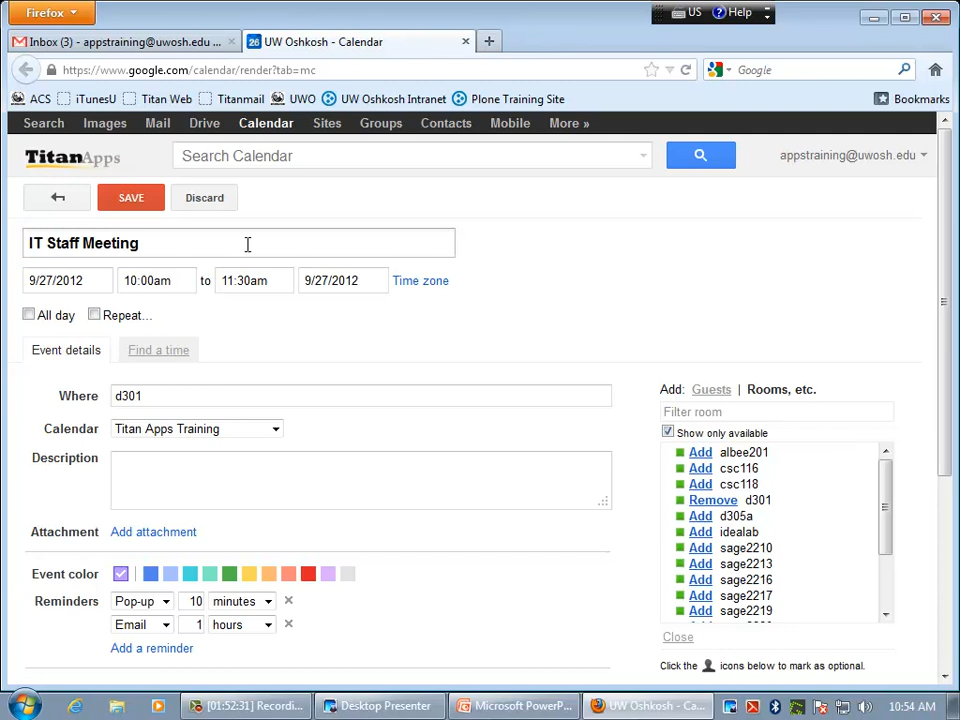 Firefox
US
Help
Inbox (3) - appstraining@uwosh.edu ...
26 UW Oshkosh - Calendar
https://www.google.com/calendar/render?tab=mc
Google
ACS iTunesU Titan Web Titanmail UWO UW Oshkosh Intranet Plone Training Site Bookmarks
Search Images Mail Drive Calendar Sites Groups Contacts Mobile More »
TitanApps
Search Calendar
appstraining@uwosh.edu
SAVE
Discard
IT Staff Meeting
9/27/2012 10:00am to 11:30am 9/27/2012 Time zone
All day Repeat...
Event details Find a time
Where d301
Calendar Titan Apps Training
Description
Attachment Add attachment
Event color
Reminders Pop-up 10 minutes
Email 1 hours
Add a reminder
Add: Guests | Rooms, etc.
Filter room
Show only available
Add albee201
Add csc116
Add csc118
Remove d301
Add d305a
Add idealab
Add sage2210
Add sage2213
Add sage2216
Add sage2217
Add sage2219
Close
Click the icons below to mark as optional.
[01:52:31] Recordi...
Desktop Presenter
Microsoft PowerP...
UW Oshkosh - Ca...
10:54 AM